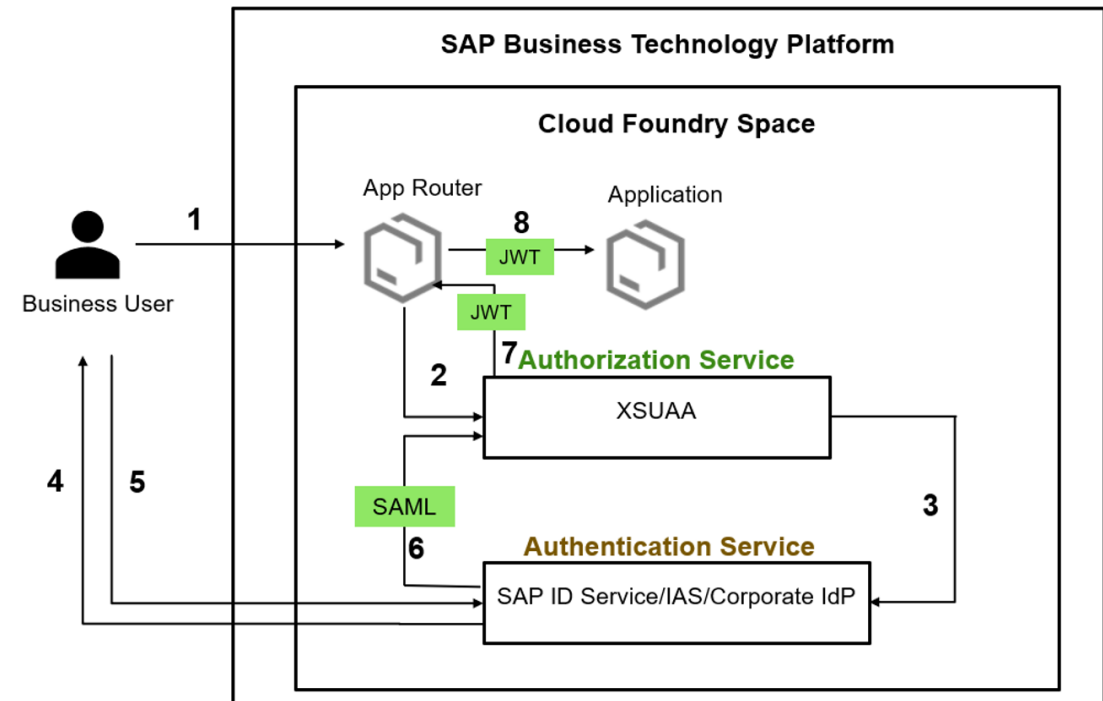 SAP Business Technology Platform
Cloud Foundry Space
App Router
Application
1
8
JWT
Business User
JWT
7
Authorization Service
2
XSUAA
4
5
SAML
3
6
Authentication Service
SAP ID Service/IAS/Corporate IdP